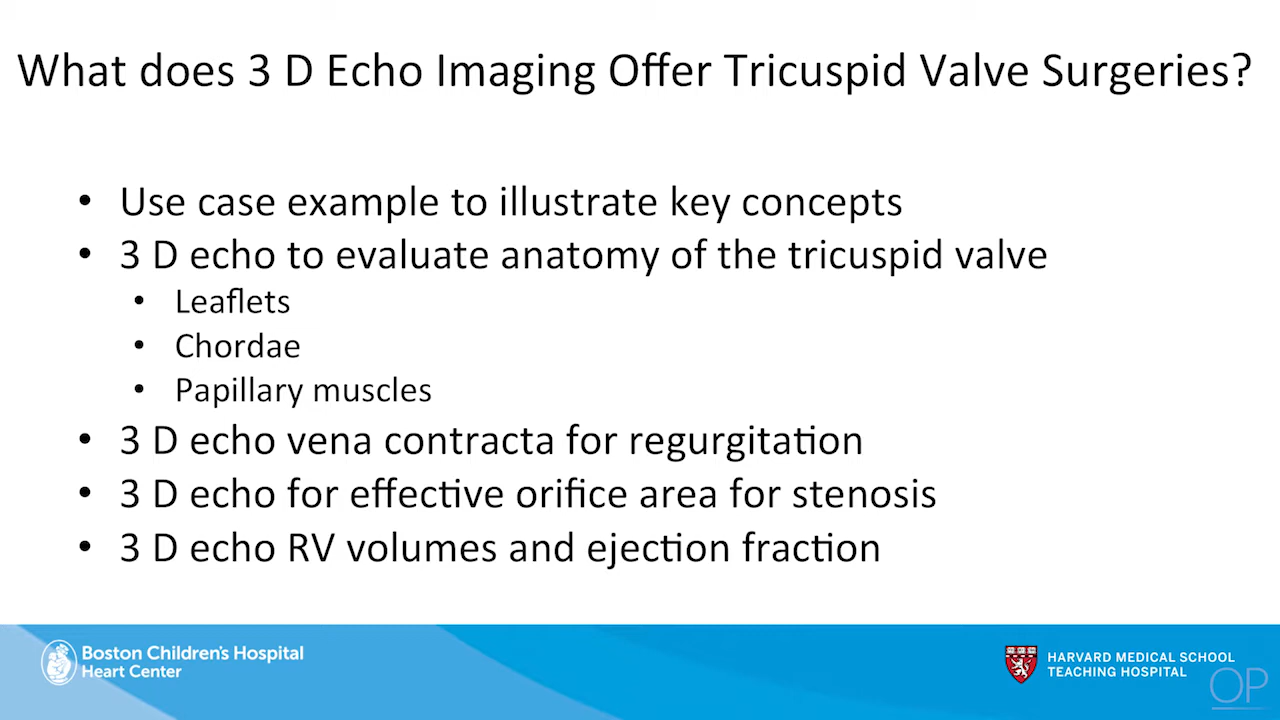 What does 3 D Echo Imaging Offer Tricuspid Valve Surgeries?
• Use case example to illustrate key concepts
• 3 D echo to evaluate anatomy of the tricuspid valve
• Leaflets
• Chordae
• Papillary muscles
• 3 D echo vena contracta for regurgitation
• 3 D echo for effective orifice area for stenosis
• 3 D echo RV volumes and ejection fraction
Boston Children's Hospital
Heart Center
HARVARD MEDICAL SCHOOL
TEACHING HOSPITAL
OP